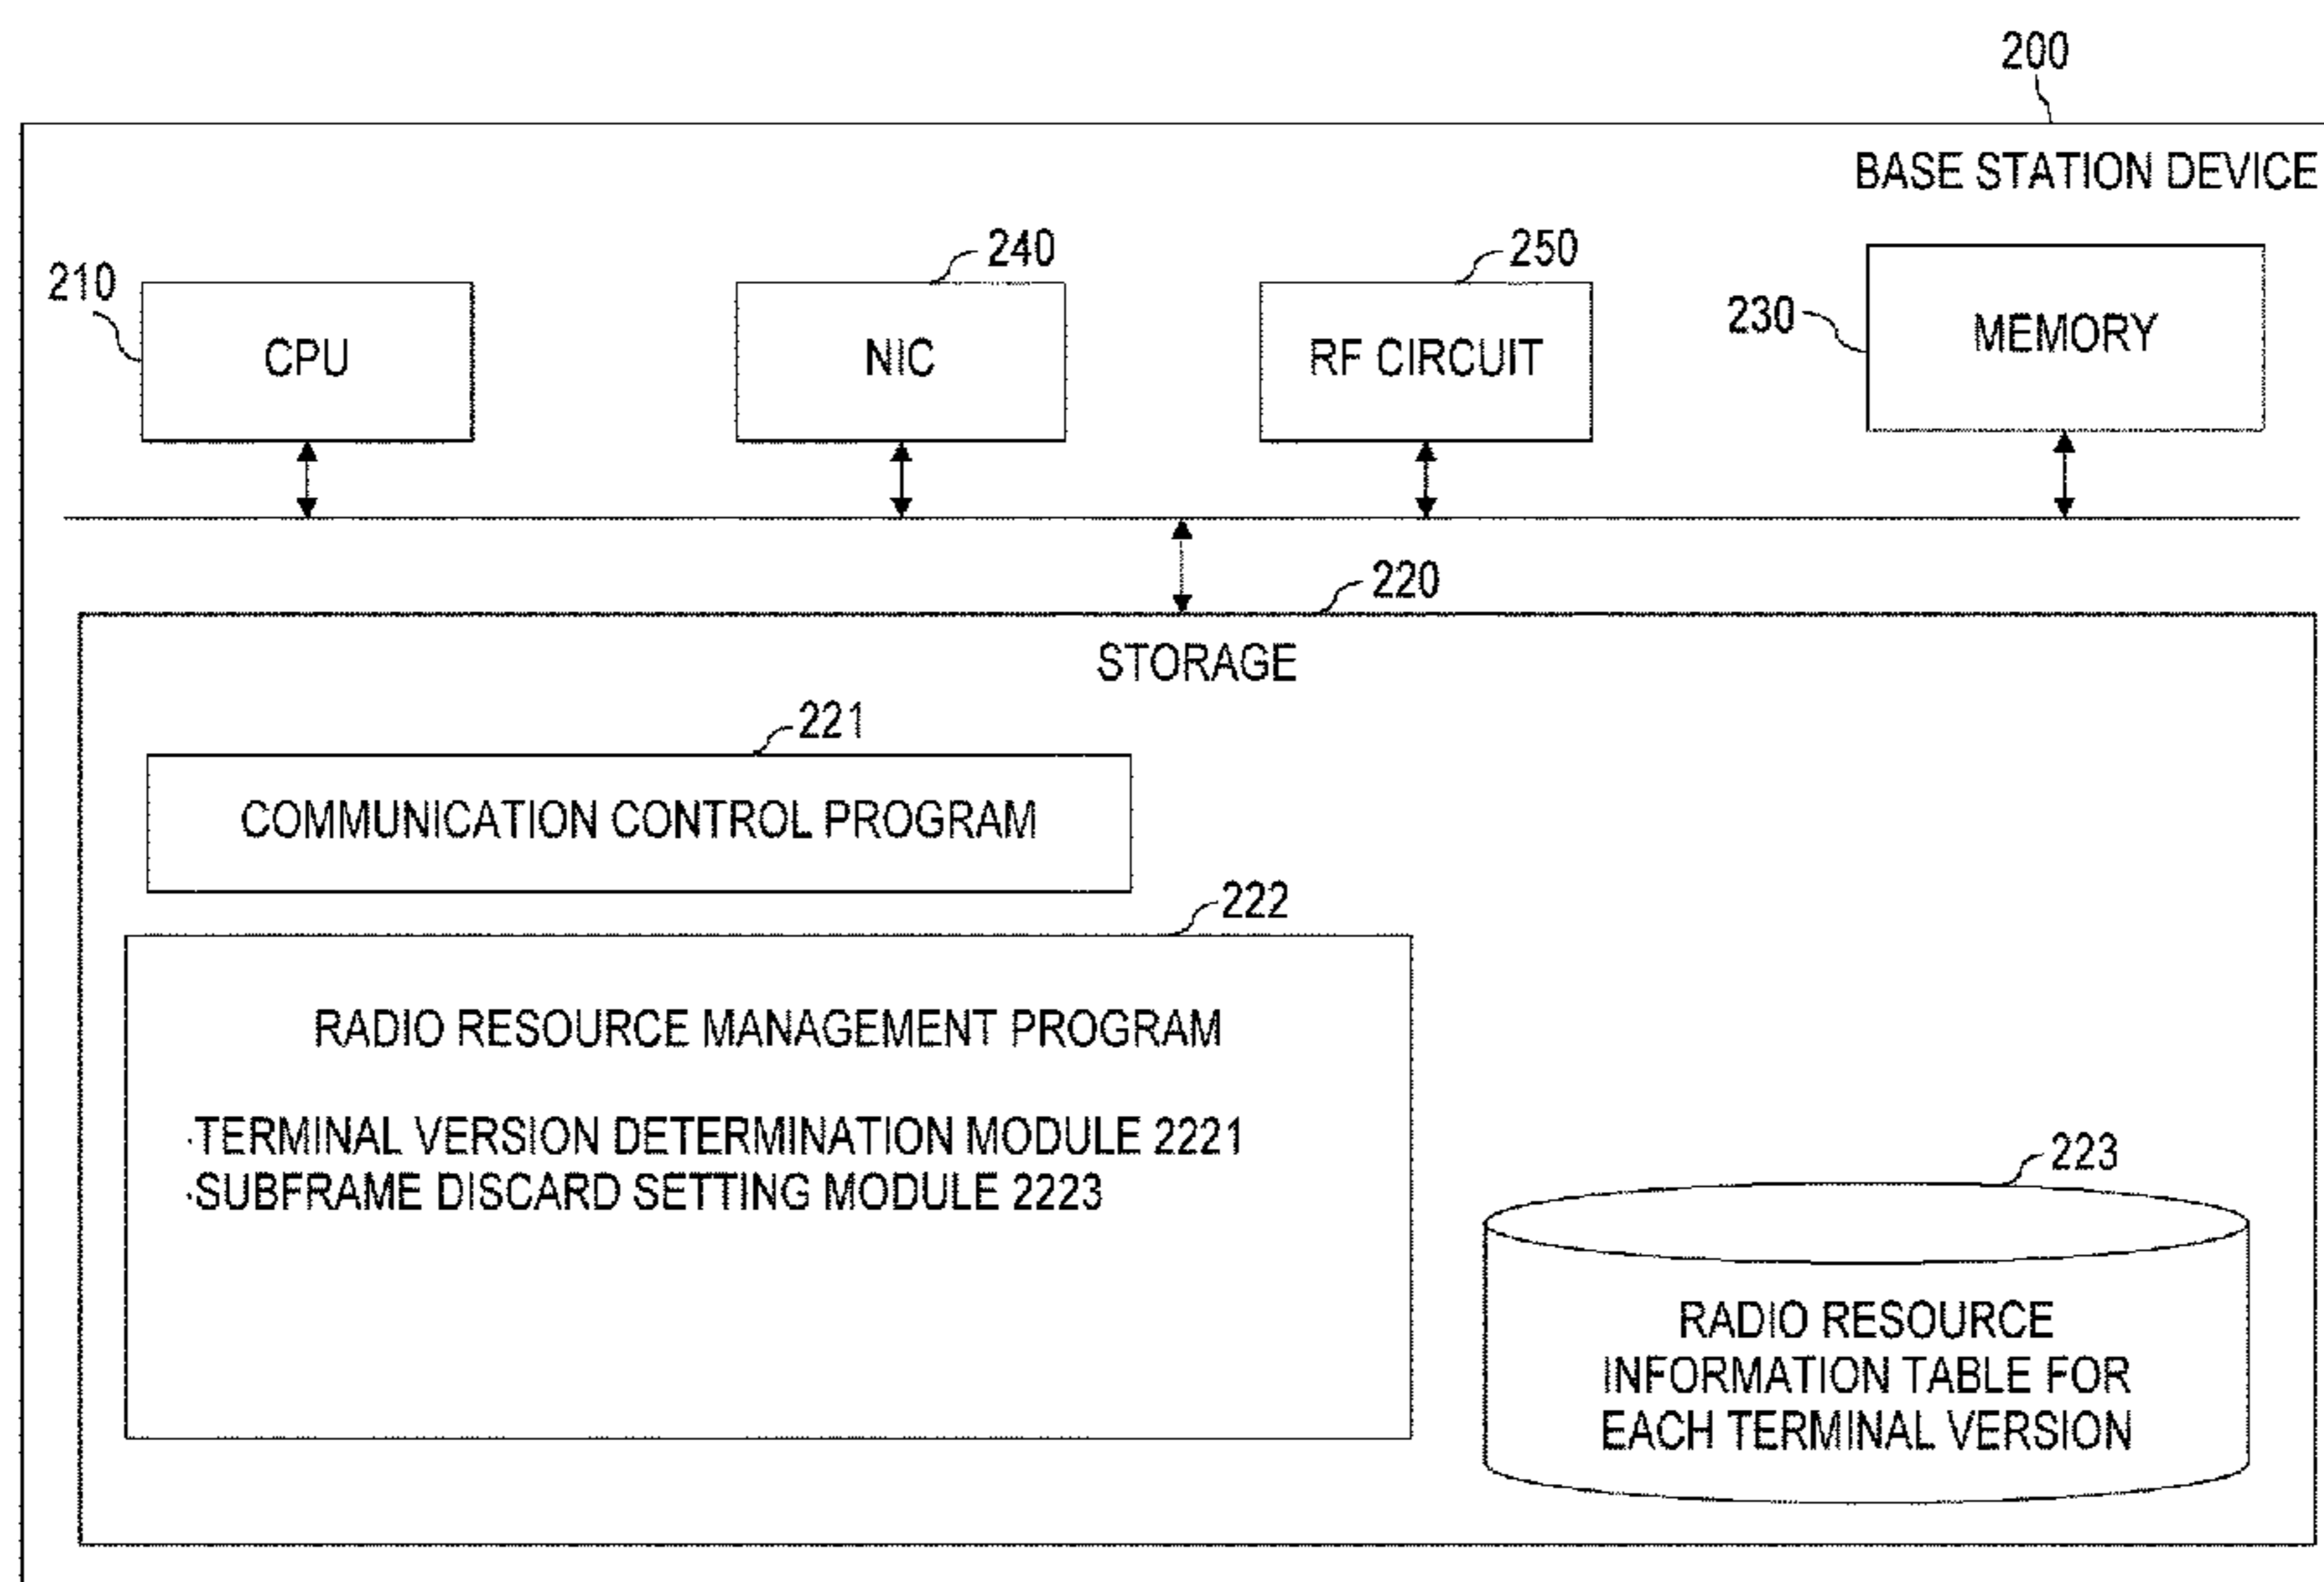 200
BASE STATION DEVICE
210
240
250
230
CPU
NIC
RF CIRCUIT
MEMORY
220
STORAGE
221
COMMUNICATION CONTROL PROGRAM
222
RADIO RESOURCE MANAGEMENT PROGRAM
·TERMINAL VERSION DETERMINATION MODULE 2221
·SUBFRAME DISCARD SETTING MODULE 2223
223
RADIO RESOURCE
INFORMATION TABLE FOR
EACH TERMINAL VERSION